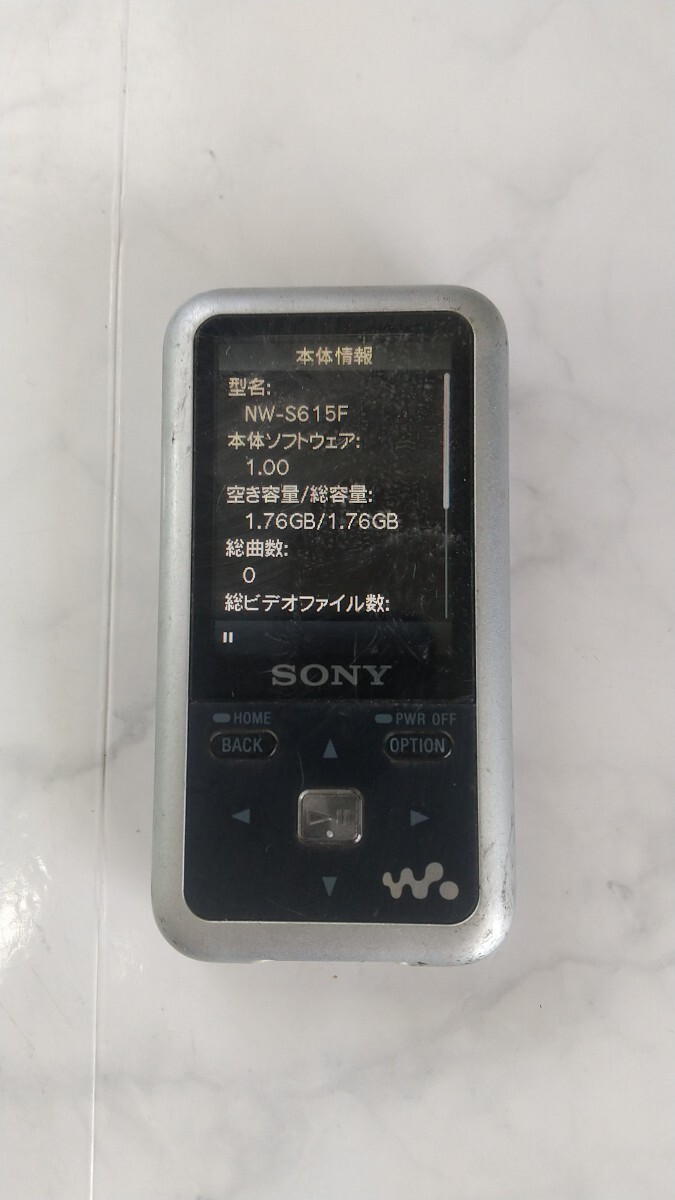 本体情報
型名:
NW-S615F
本体ソフトウェア:
1.00
空き容量/総容量:
1.76GB/1.76GB
総曲数:
0
総ビデオファイル数:
SONY
HOME
PWR OFF
BACK
OPTION